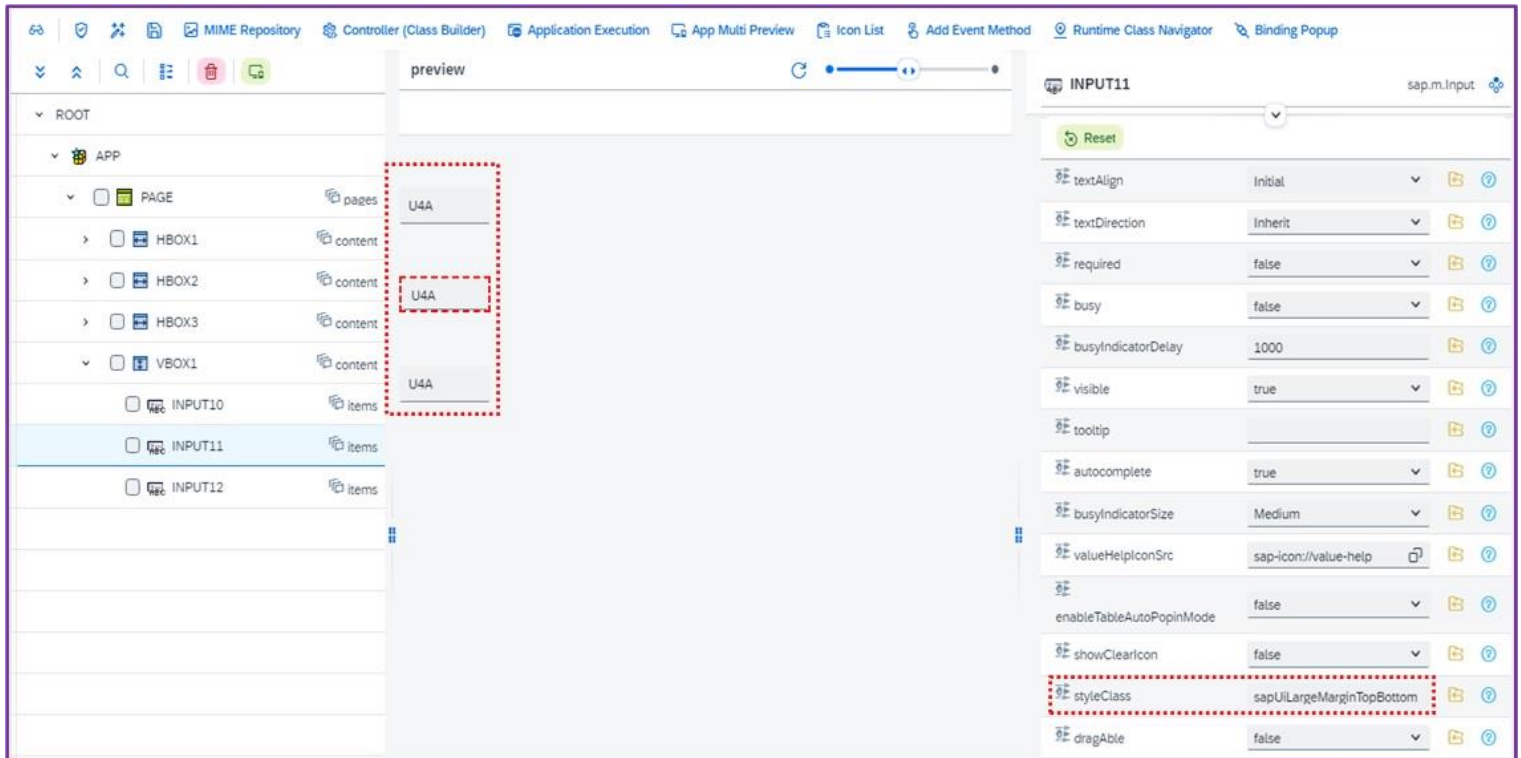 MIME Repository Controller (Class Builder) Application Execution App Multi Preview Icon List Add Event Method Runtime Class Navigator Binding Popup
preview
ROOT
APP
PAGE pages
HBOX1 content
HBOX2 content
HBOX3 content
VBOX1 content
INPUT10 items
INPUT11 items
INPUT12 items
U4A
U4A
U4A
INPUT11 sap.m.Input
Reset
textAlign Initial
textDirection Inherit
required false
busy false
busyIndicatorDelay 1000
visible true
tooltip
autocomplete true
busyIndicatorSize Medium
valueHelpIconSrc sap-icon://value-help
enableTableAutoPopinMode false
showClearIcon false
styleClass sapUiLargeMarginTopBottom
dragAble false